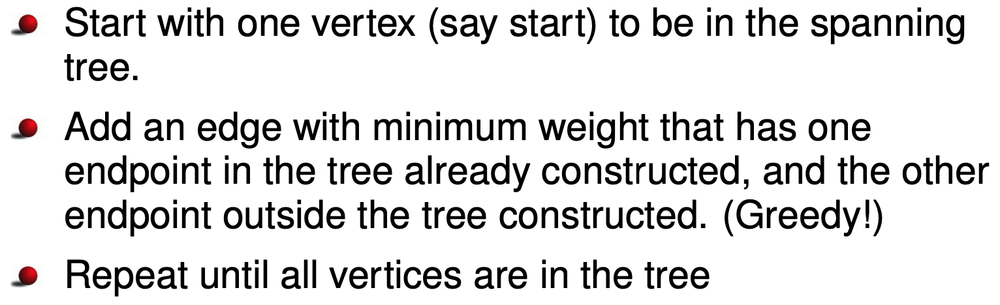 Start with one vertex (say start) to be in the spanning
tree.
Add an edge with minimum weight that has one
endpoint in the tree already constructed, and the other
endpoint outside the tree constructed. (Greedy!)
Repeat until all vertices are in the tree